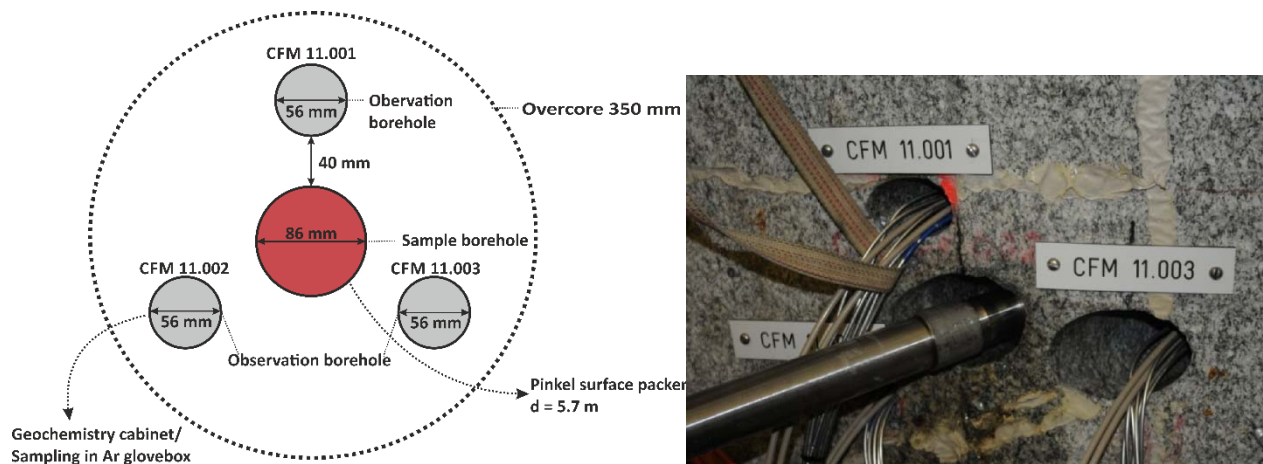 CFM 11.001
56 mm
Obervation
borehole
Overcore 350 mm
40 mm
86 mm
Sample borehole
CFM 11.002
CFM 11.003
56 mm
56 mm
Observation borehole
Pinkel surface packer
d = 5.7 m
Geochemistry cabinet/
Sampling in Ar glovebox
CFM 11.001
CFM 11.003
CFM